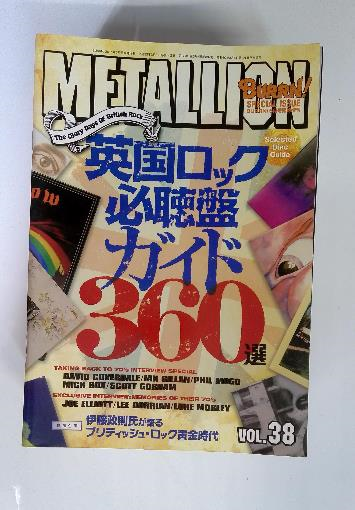 METALLION
BURRN!
SPECIAL ISSUE
The Glory Days Of British Rock
Selected
Disc
Guide
英国ロック
必聴盤
ガイド
360選
TAKING BACK TO 70'S INTERVIEW SPECIAL
DAVID COVERDALE/IAN GILLAN/PHIL MOGG
MICK BOX/SCOTT GORHAM
EXCLUSIVE INTERVIEW:MEMORIES OF THEIR 70'S
JOE ELLIOTT/LEE DORRIAN/LUKE MORLEY
伊藤政則氏が綴る
ブリティッシュ・ロック黄金時代
VOL.38